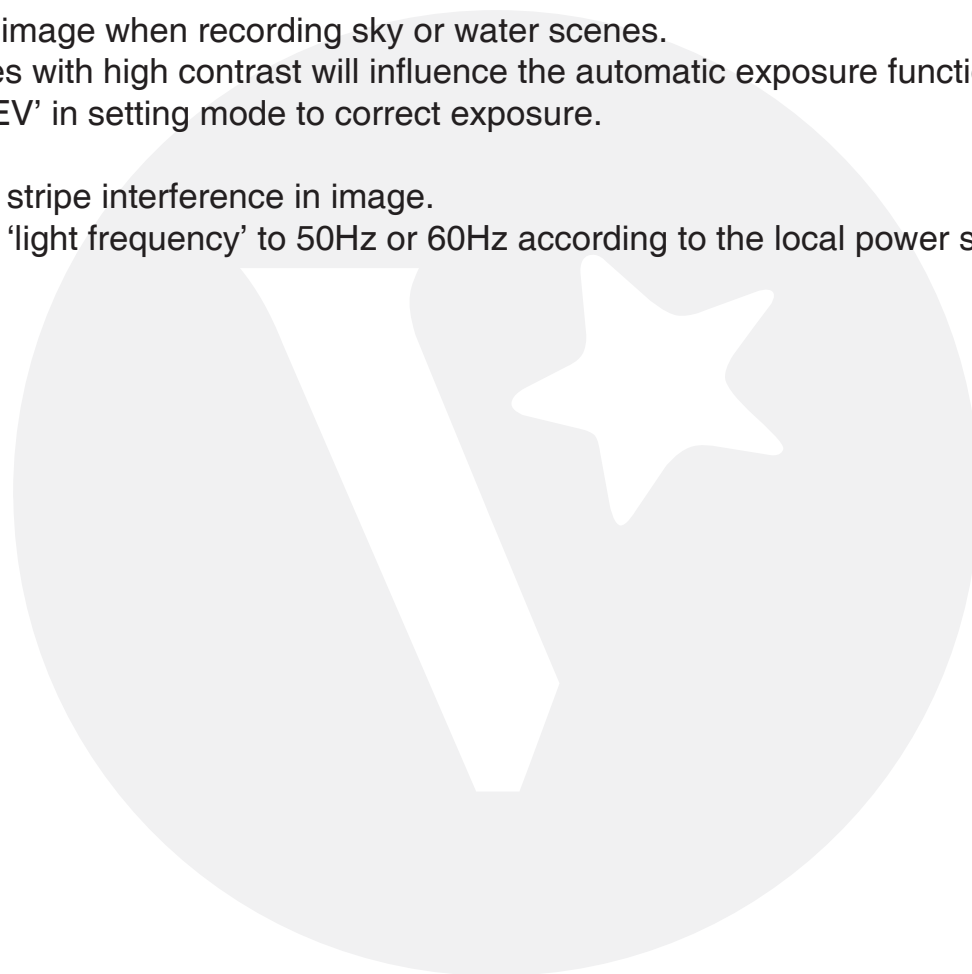 image when recording sky or water scenes.
es with high contrast will influence the automatic exposure functi
EV’ in setting mode to correct exposure.
stripe interference in image.
‘light frequency’ to 50Hz or 60Hz according to the local power s